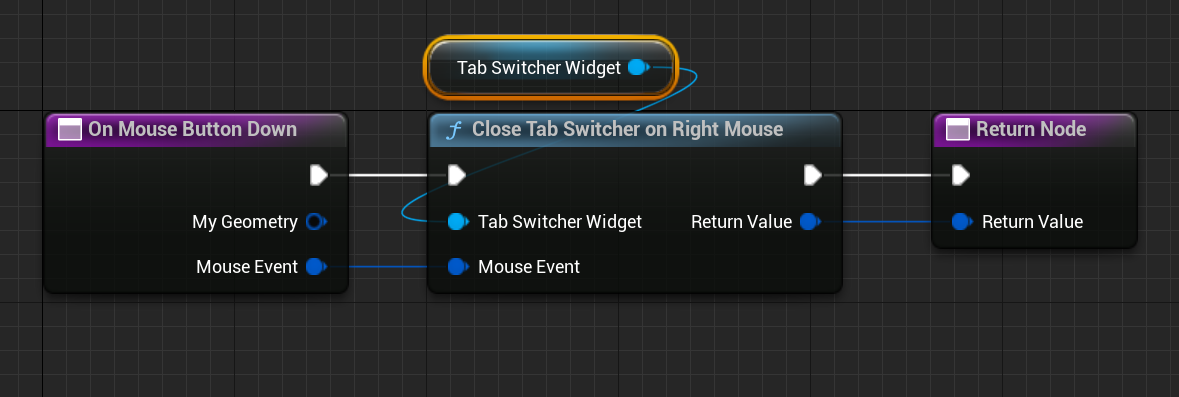 Tab Switcher Widget
On Mouse Button Down
f Close Tab Switcher on Right Mouse
Return Node
My Geometry
Tab Switcher Widget
Return Value
Return Value
Mouse Event
Mouse Event